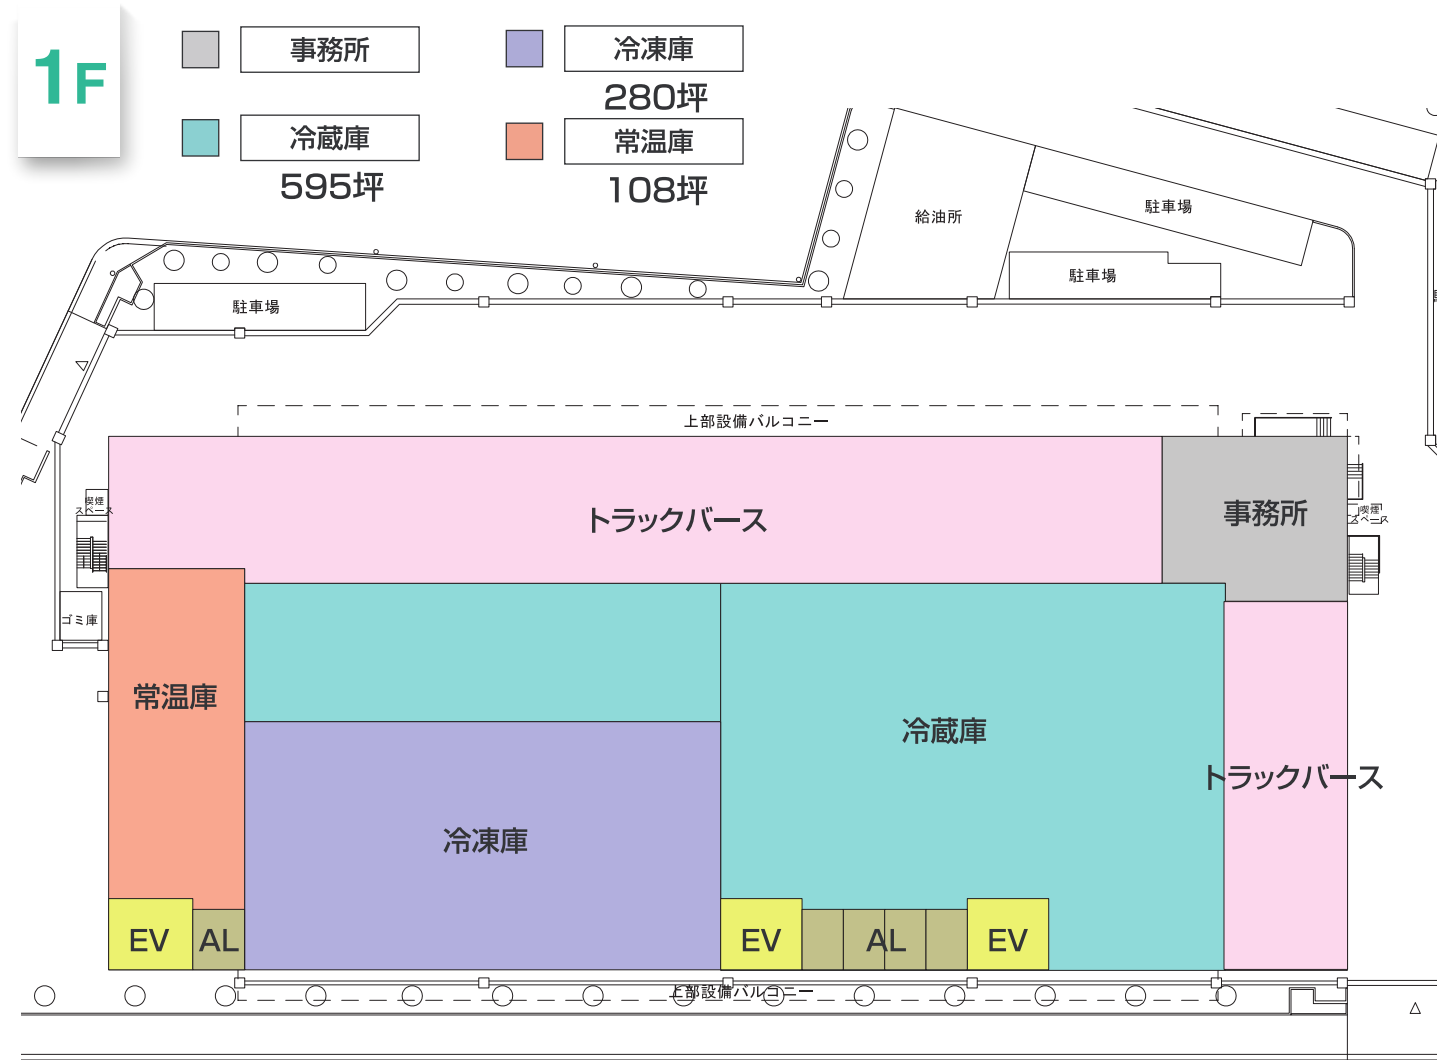 1F
事務所
冷凍庫
280坪
冷蔵庫
595坪
常温庫
108坪
給油所
駐車場
駐車場
駐車場
上部設備バルコニー
喫煙
スペース
トラックバース
事務所
喫煙
スペース
ゴミ庫
常温庫
冷蔵庫
トラックバース
冷凍庫
EV
AL
EV
AL
EV
上部設備バルコニー